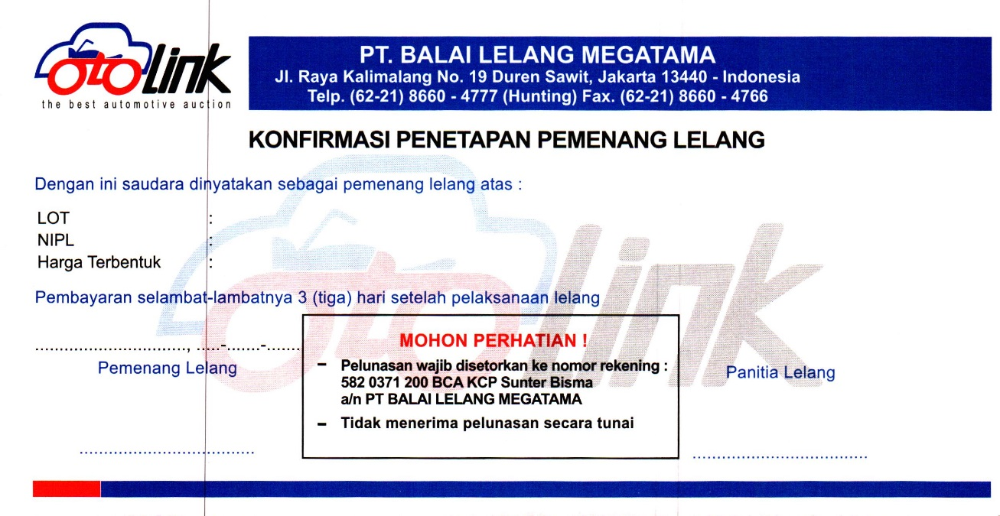 otolink
the best automotive auction
PT. BALAI LELANG MEGATAMA
Jl. Raya Kalimalang No. 19 Duren Sawit, Jakarta 13440 - Indonesia
Telp. (62-21) 8660 - 4777 (Hunting) Fax. (62-21) 8660 - 4766
KONFIRMASI PENETAPAN PEMENANG LELANG
Dengan ini saudara dinyatakan sebagai pemenang lelang atas :
LOT :
NIPL :
Harga Terbentuk :
Pembayaran selambat-lambatnya 3 (tiga) hari setelah pelaksanaan lelang
..............................., .....-.......-.......
Pemenang Lelang
MOHON PERHATIAN !
- Pelunasan wajib disetorkan ke nomor rekening :
582 0371 200 BCA KCP Sunter Bisma
a/n PT BALAI LELANG MEGATAMA
- Tidak menerima pelunasan secara tunai
Panitia Lelang
otolink